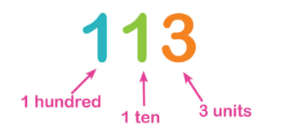 113
1 hundred
1 ten
3 units